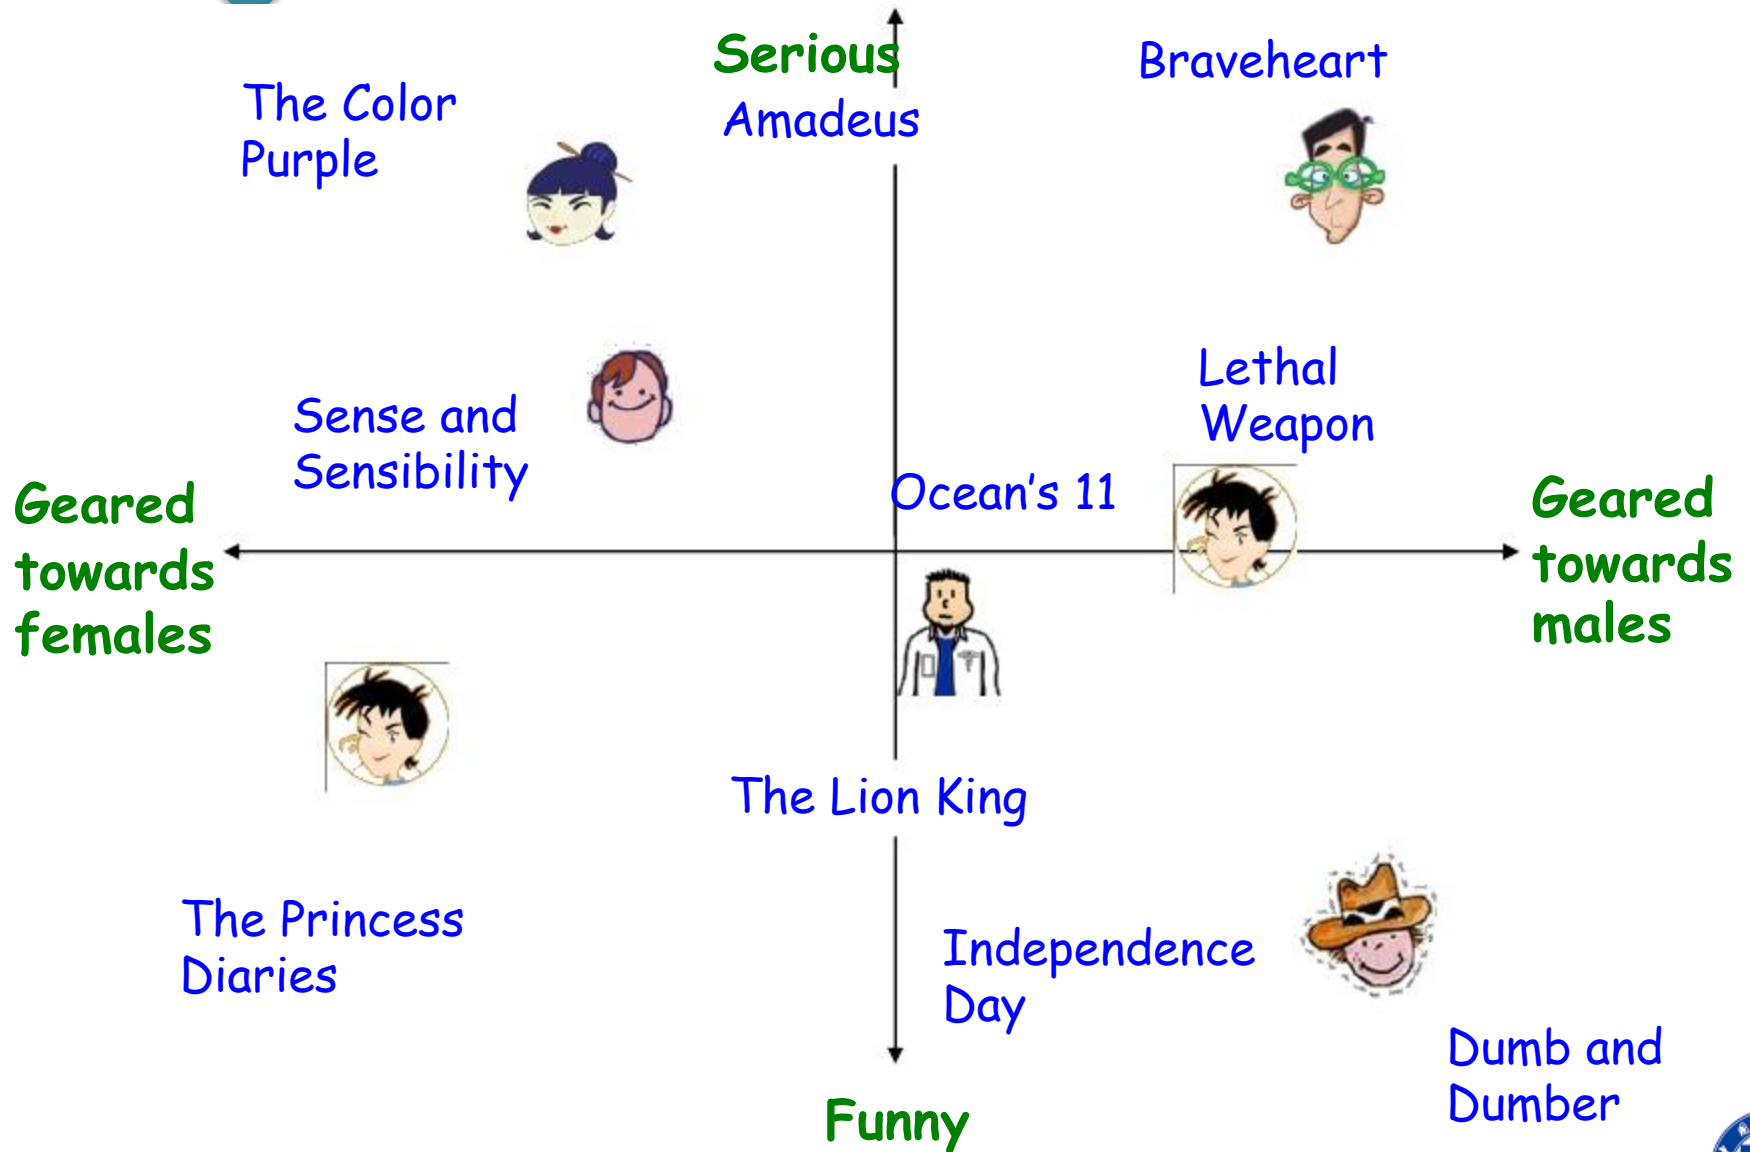 Serious
Braveheart
The Color
Purple
Amadeus
Lethal
Weapon
Sense and
Sensibility
Ocean's 11
Geared
towards
females
Geared
towards
males
The Lion King
The Princess
Diaries
Independence
Day
Dumb and
Dumber
Funny